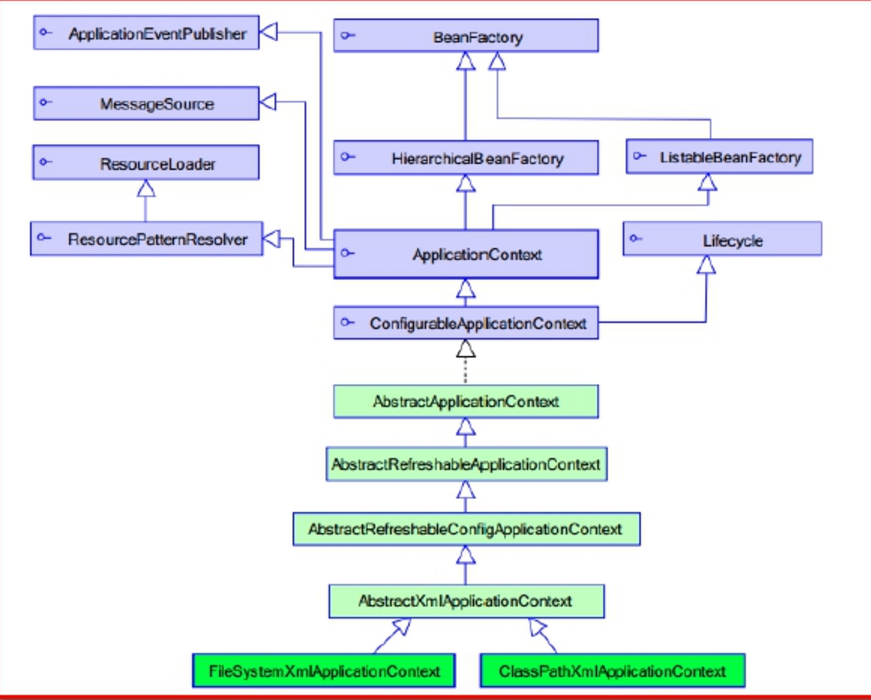 ApplicationEventPublisher
BeanFactory
MessageSource
HierarchicalBeanFactory
ListableBeanFactory
ResourceLoader
ResourcePatternResolver
ApplicationContext
Lifecycle
ConfigurableApplicationContext
AbstractApplicationContext
AbstractRefreshableApplicationContext
AbstractRefreshableConfigApplicationContext
AbstractXmlApplicationContext
FileSystemXmlApplicationContext
ClassPathXmlApplicationContext